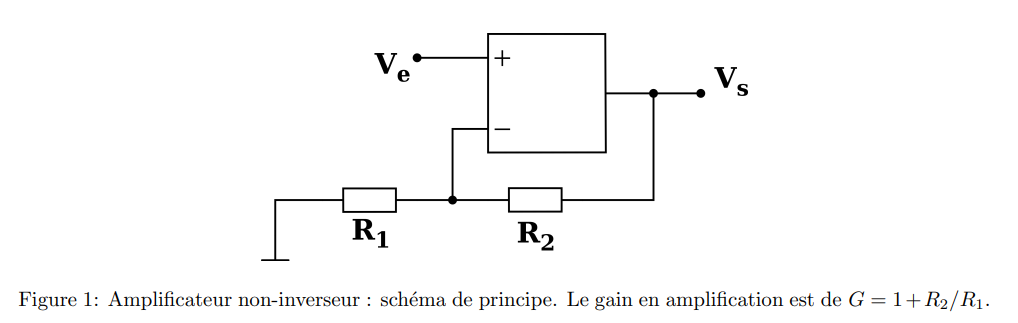 Vₑ
+
Vₛ
−
R₁
R₂
Figure 1: Amplificateur non-inverseur : schéma de principe. Le gain en amplification est de G = 1 + R₂/R₁.